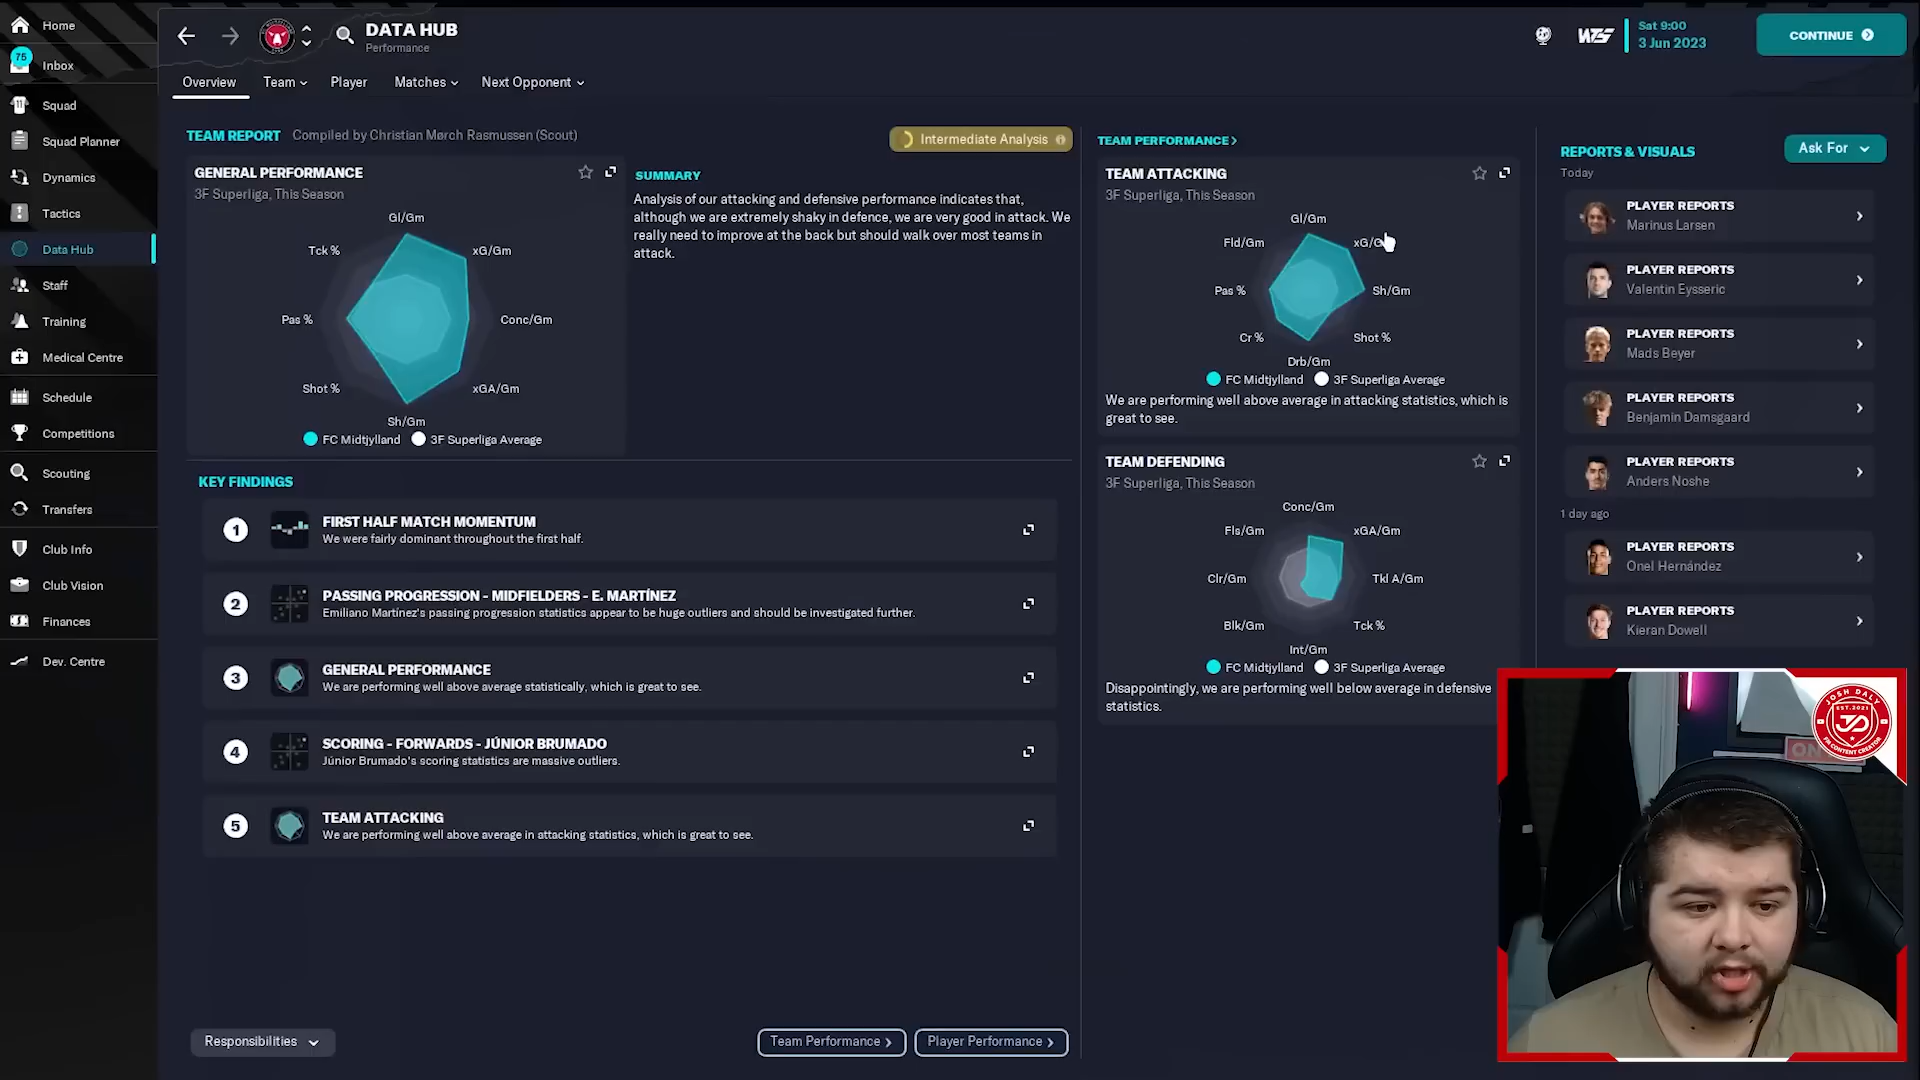 Home
75
Inbox
Squad
Squad Planner
Dynamics
Tactics
Data Hub
Staff
Training
Medical Centre
Schedule
Competitions
Scouting
Transfers
Club Info
Club Vision
Finances
Dev. Centre
DATA HUB
Performance
Sat 9:00
3 Jun 2023
CONTINUE
Overview
Team
Player
Matches
Next Opponent
TEAM REPORT Compiled by Christian Mørch Rasmussen (Scout)
Intermediate Analysis
GENERAL PERFORMANCE
3F Superliga, This Season
Gl/Gm
xG/Gm
Conc/Gm
xGA/Gm
Sh/Gm
Shot %
Pas %
Tck %
FC Midtjylland
3F Superliga Average
SUMMARY
Analysis of our attacking and defensive performance indicates that,
although we are extremely shaky in defence, we are very good in attack. We
really need to improve at the back but should walk over most teams in
attack.
KEY FINDINGS
1
FIRST HALF MATCH MOMENTUM
We were fairly dominant throughout the first half.
2
PASSING PROGRESSION - MIDFIELDERS - E. MARTÍNEZ
Emiliano Martínez's passing progression statistics appear to be huge outliers and should be investigated further.
3
GENERAL PERFORMANCE
We are performing well above average statistically, which is great to see.
4
SCORING - FORWARDS - JÚNIOR BRUMADO
Júnior Brumado's scoring statistics are massive outliers.
5
TEAM ATTACKING
We are performing well above average in attacking statistics, which is great to see.
Responsibilities
Team Performance
Player Performance
TEAM PERFORMANCE
TEAM ATTACKING
3F Superliga, This Season
Gl/Gm
xG/G
Sh/Gm
Shot %
Drb/Gm
Cr %
Pas %
Fld/Gm
FC Midtjylland
3F Superliga Average
We are performing well above average in attacking statistics, which is
great to see.
TEAM DEFENDING
3F Superliga, This Season
Conc/Gm
xGA/Gm
Tkl A/Gm
Tck %
Int/Gm
Blk/Gm
Clr/Gm
Fls/Gm
FC Midtjylland
3F Superliga Average
Disappointingly, we are performing well below average in defensive
statistics.
REPORTS & VISUALS
Ask For
Today
PLAYER REPORTS
Marinus Larsen
PLAYER REPORTS
Valentin Eysseric
PLAYER REPORTS
Mads Beyer
PLAYER REPORTS
Benjamin Damsgaard
PLAYER REPORTS
Anders Noshe
1 day ago
PLAYER REPORTS
Onel Hernández
PLAYER REPORTS
Kieran Dowell
JOSH DALY
EST. 2021
JD
FM CONTENT CREATOR
ON